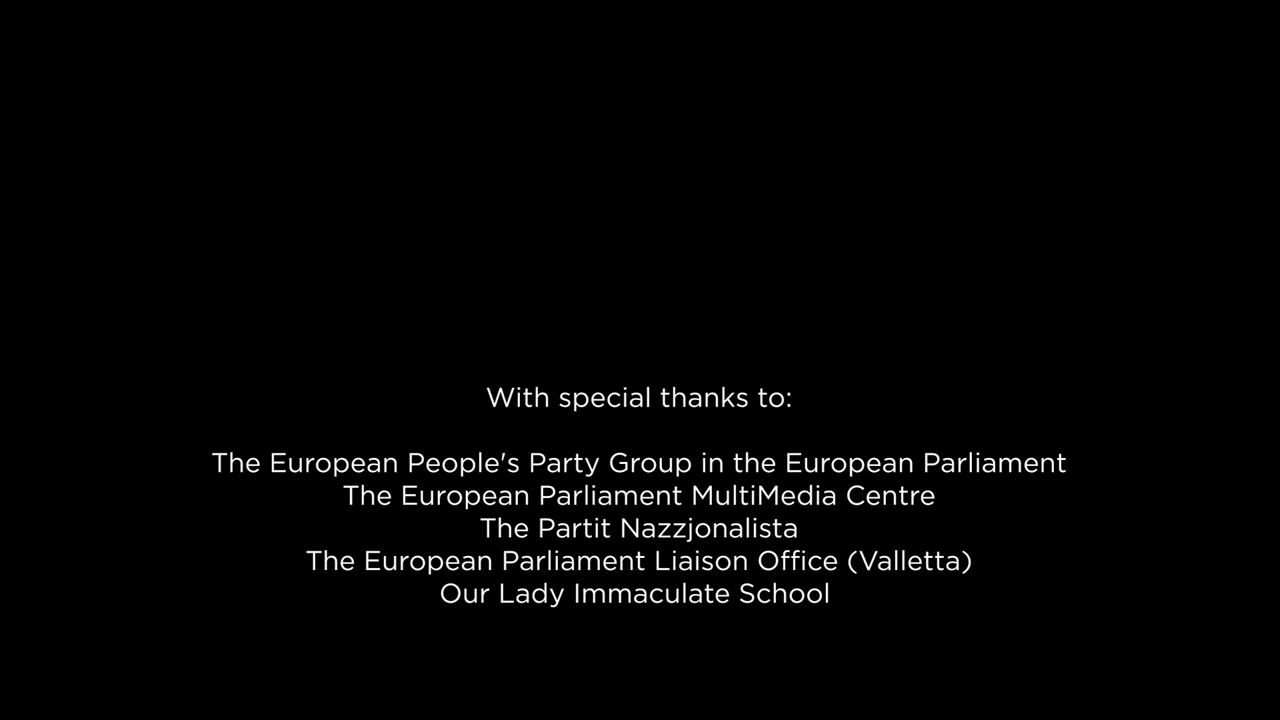 With special thanks to:
The European People's Party Group in the European Parliament
The European Parliament MultiMedia Centre
The Partit Nazzjonalista
The European Parliament Liaison Office (Valletta)
Our Lady Immaculate School